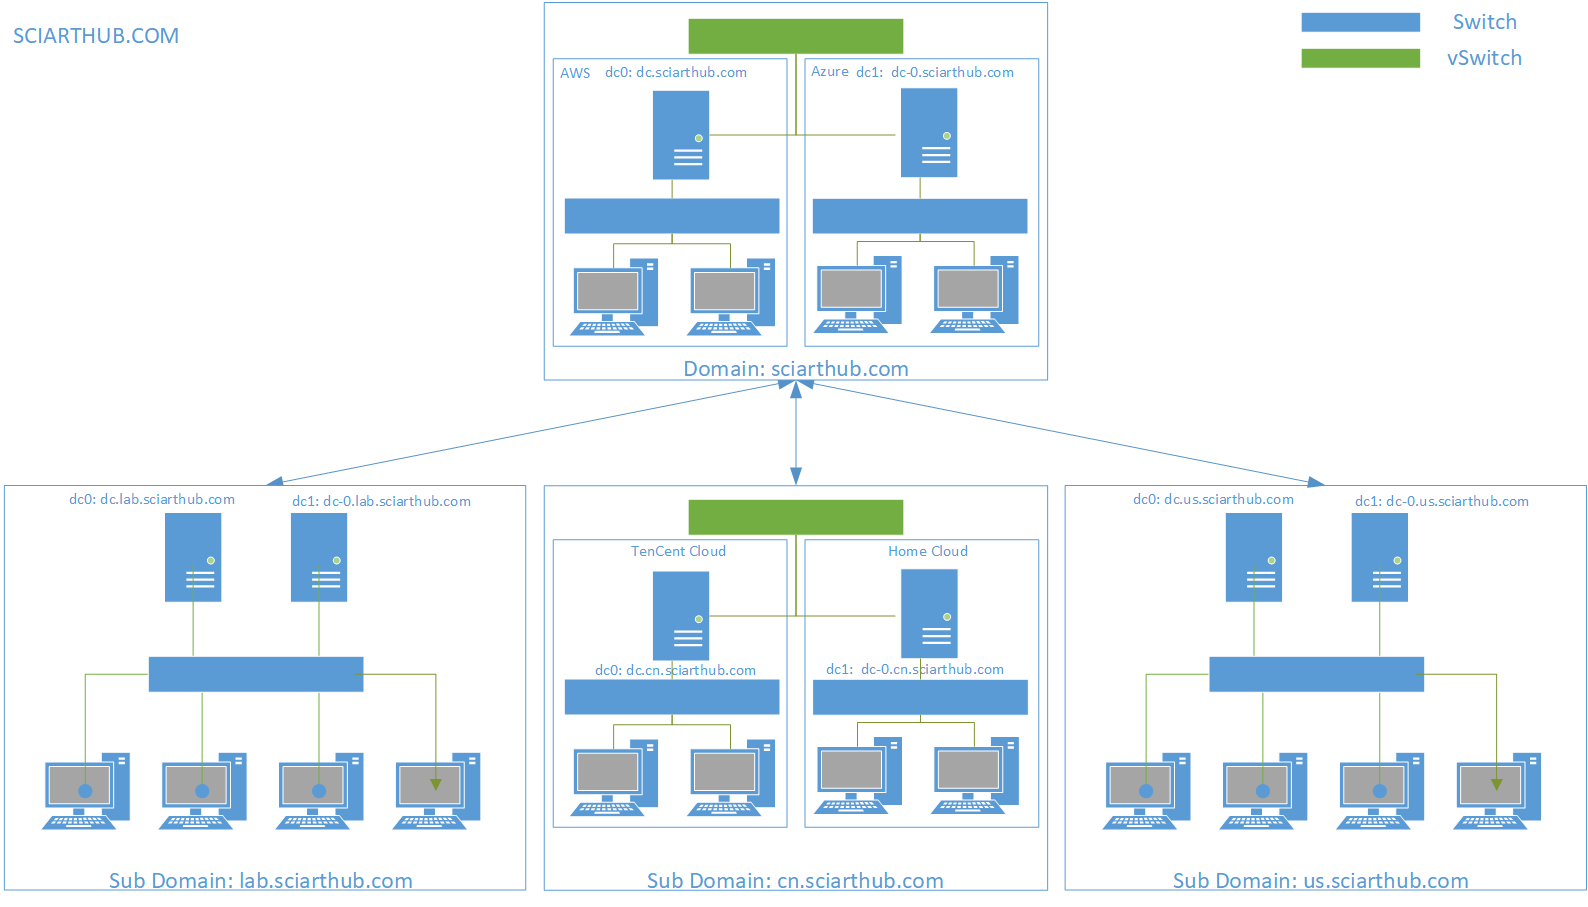 SCIARTHUB.COM
Switch
vSwitch
AWS
dc0: dc.sciarthub.com
Azure
dc1: dc-0.sciarthub.com
Domain: sciarthub.com
dc0: dc.lab.sciarthub.com
dc1: dc-0.lab.sciarthub.com
Sub Domain: lab.sciarthub.com
TenCent Cloud
Home Cloud
dc0: dc.cn.sciarthub.com
dc1: dc-0.cn.sciarthub.com
Sub Domain: cn.sciarthub.com
dc0: dc.us.sciarthub.com
dc1: dc-0.us.sciarthub.com
Sub Domain: us.sciarthub.com